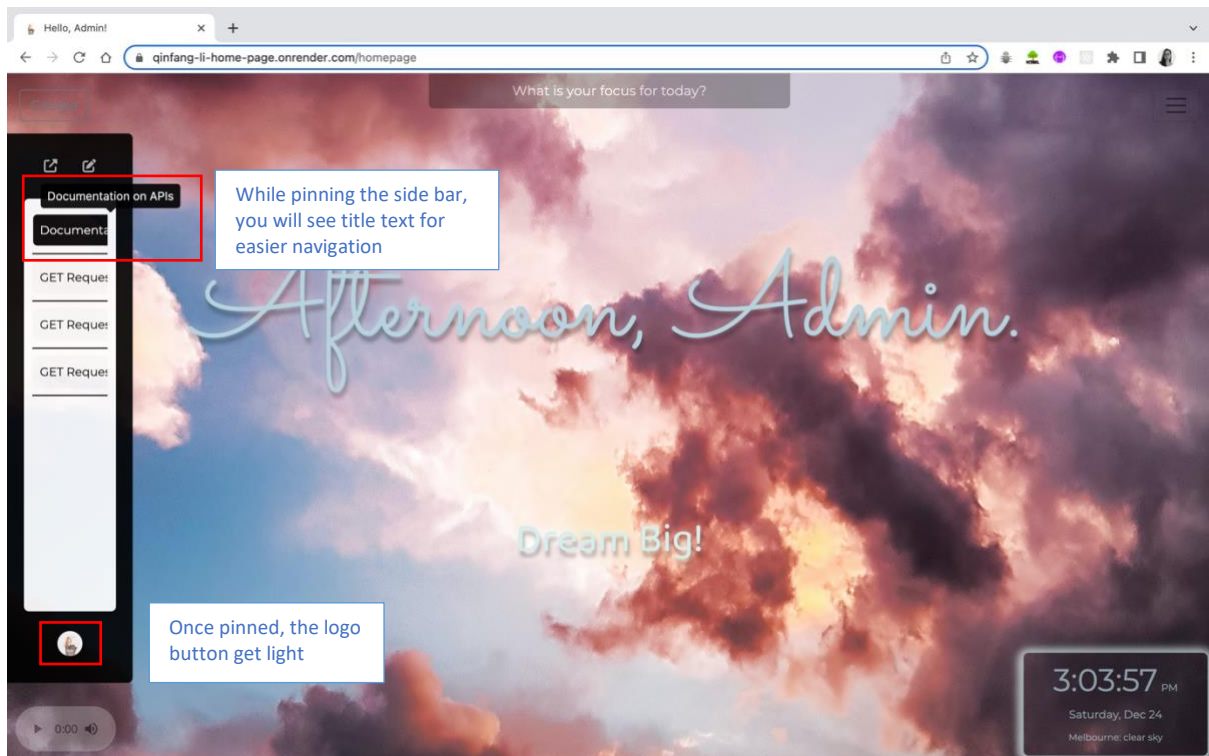 Hello, Admin!
qinfang-li-home-page.onrender.com/homepage
What is your focus for today?
Documentation on APIs
Documenta
GET Reques
GET Reques
GET Reques
While pinning the side bar,
you will see title text for
easier navigation
Afternoon, Admin.
Dream Big!
Once pinned, the logo
button get light
3:03:57 PM
Saturday, Dec 24
Melbourne: clear sky
0:00